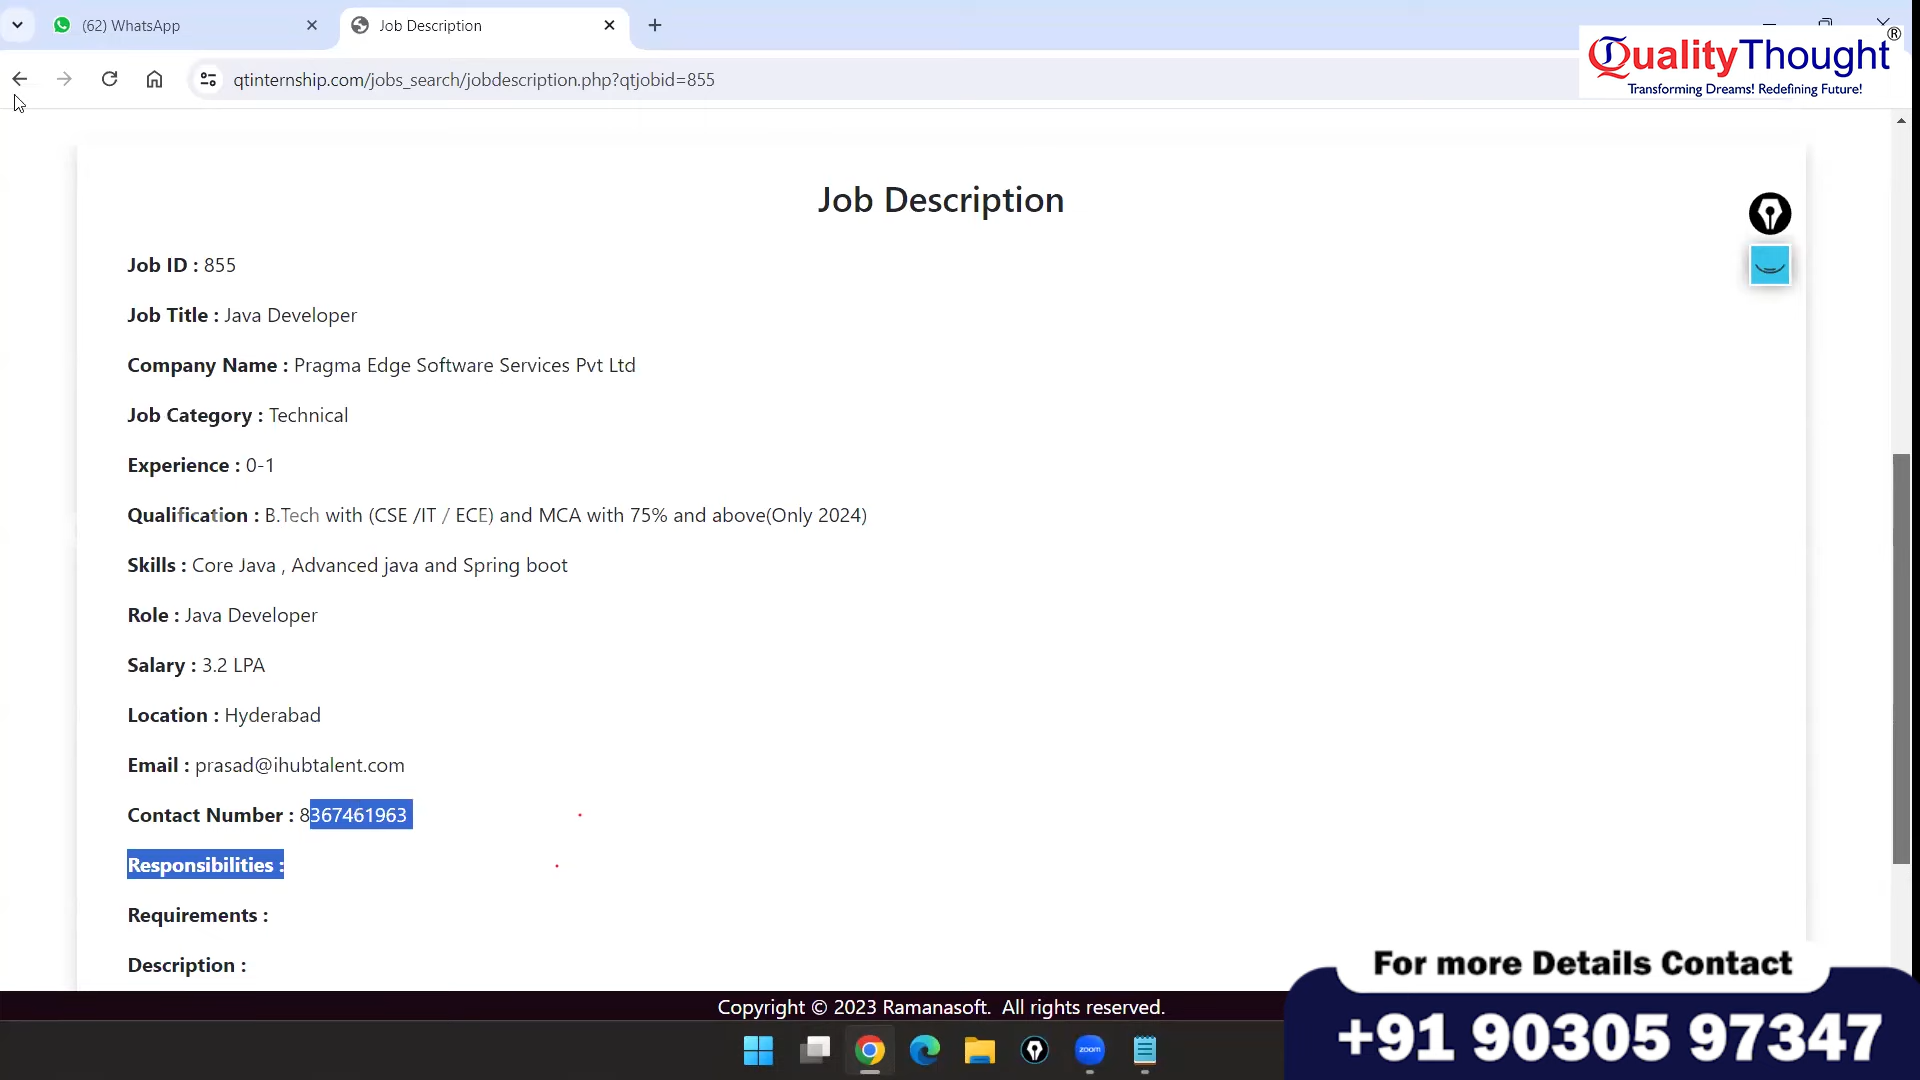 (62) WhatsApp
Job Description
qtinternship.com/jobs_search/jobdescription.php?qtjobid=855
QualityThought®
Transforming Dreams! Redefining Future!
Job Description
Job ID : 855
Job Title : Java Developer
Company Name : Pragma Edge Software Services Pvt Ltd
Job Category : Technical
Experience : 0-1
Qualification : B.Tech with (CSE /IT / ECE) and MCA with 75% and above(Only 2024)
Skills : Core Java , Advanced java and Spring boot
Role : Java Developer
Salary : 3.2 LPA
Location : Hyderabad
Email : prasad@ihubtalent.com
Contact Number : 8367461963
Responsibilities :
Requirements :
Description :
Copyright © 2023 Ramanasoft. All rights reserved.
For more Details Contact
+91 90305 97347
zoom